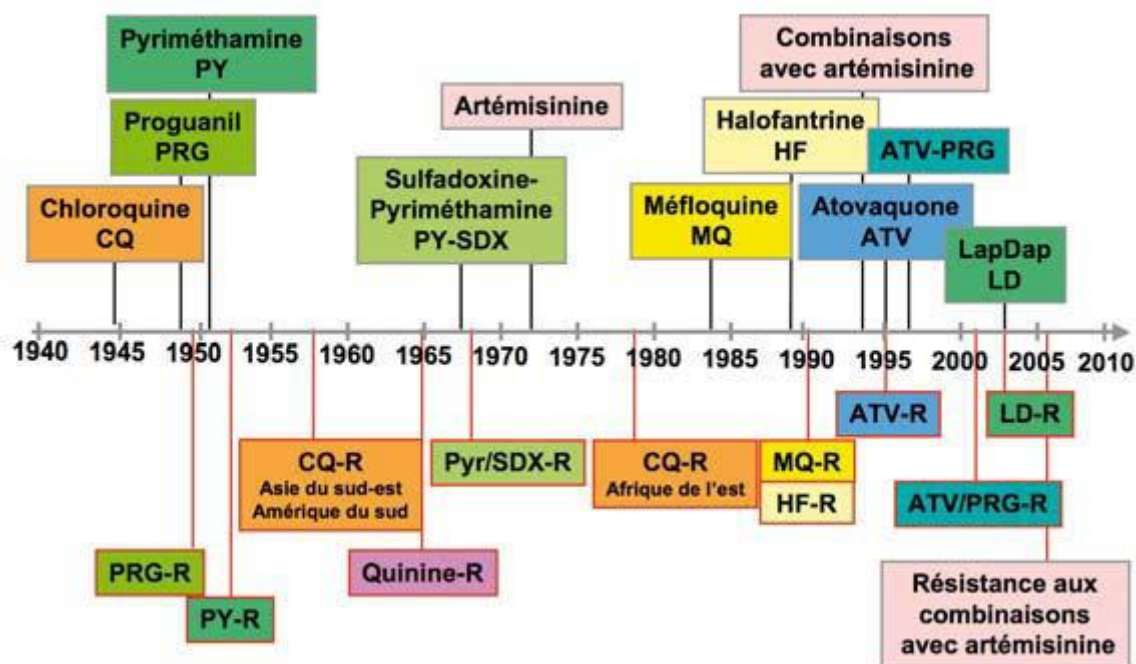 Pyriméthamine
PY
Combinaisons
avec artémisinine
Artémisinine
Proguanil
PRG
Halofantrine
HF
ATV-PRG
Chloroquine
CQ
Sulfadoxine-
Pyriméthamine
PY-SDX
Méfloquine
MQ
Atovaquone
ATV
LapDap
LD
1940 1945 1950 1955 1960 1965 1970 1975 1980 1985 1990 1995 2000 2005 2010
ATV-R
LD-R
CQ-R
Asie du sud-est
Amérique du sud
Pyr/SDX-R
CQ-R
Afrique de l'est
MQ-R
HF-R
ATV/PRG-R
PRG-R
Quinine-R
PY-R
Résistance aux
combinaisons
avec artémisinine